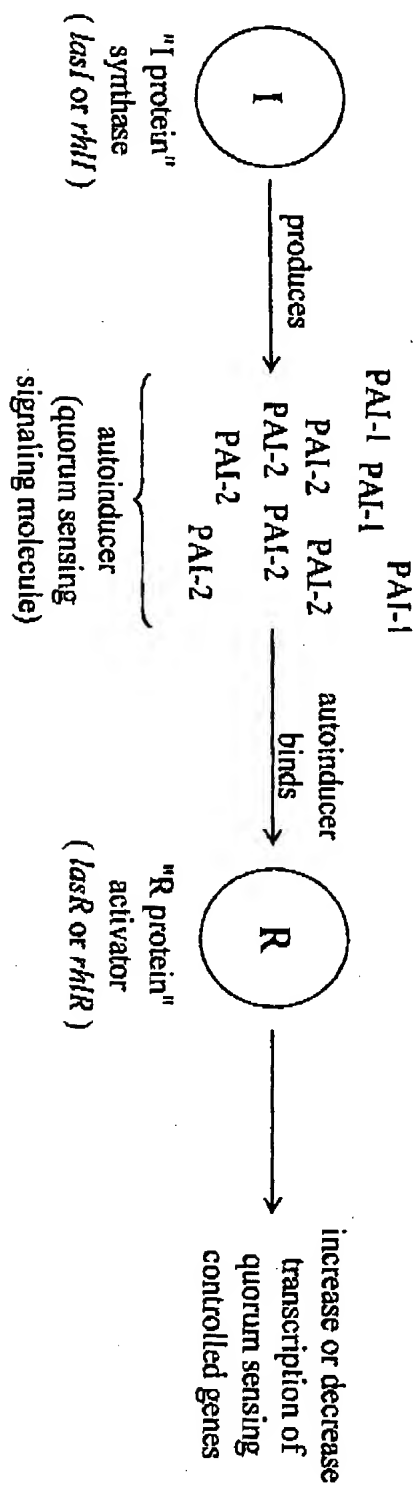 I
"I protein"
synthase
( lasI or rhlI )
produces
PAI-1
PAI-1 PAI-1
PAI-2 PAI-2
PAI-2 PAI-2
PAI-2 PAI-2
autoinducer
(quorum sensing
signaling molecule)
autoinducer
binds
R
"R protein"
activator
( lasR or rhlR )
increase or decrease
transcription of
quorum sensing
controlled genes